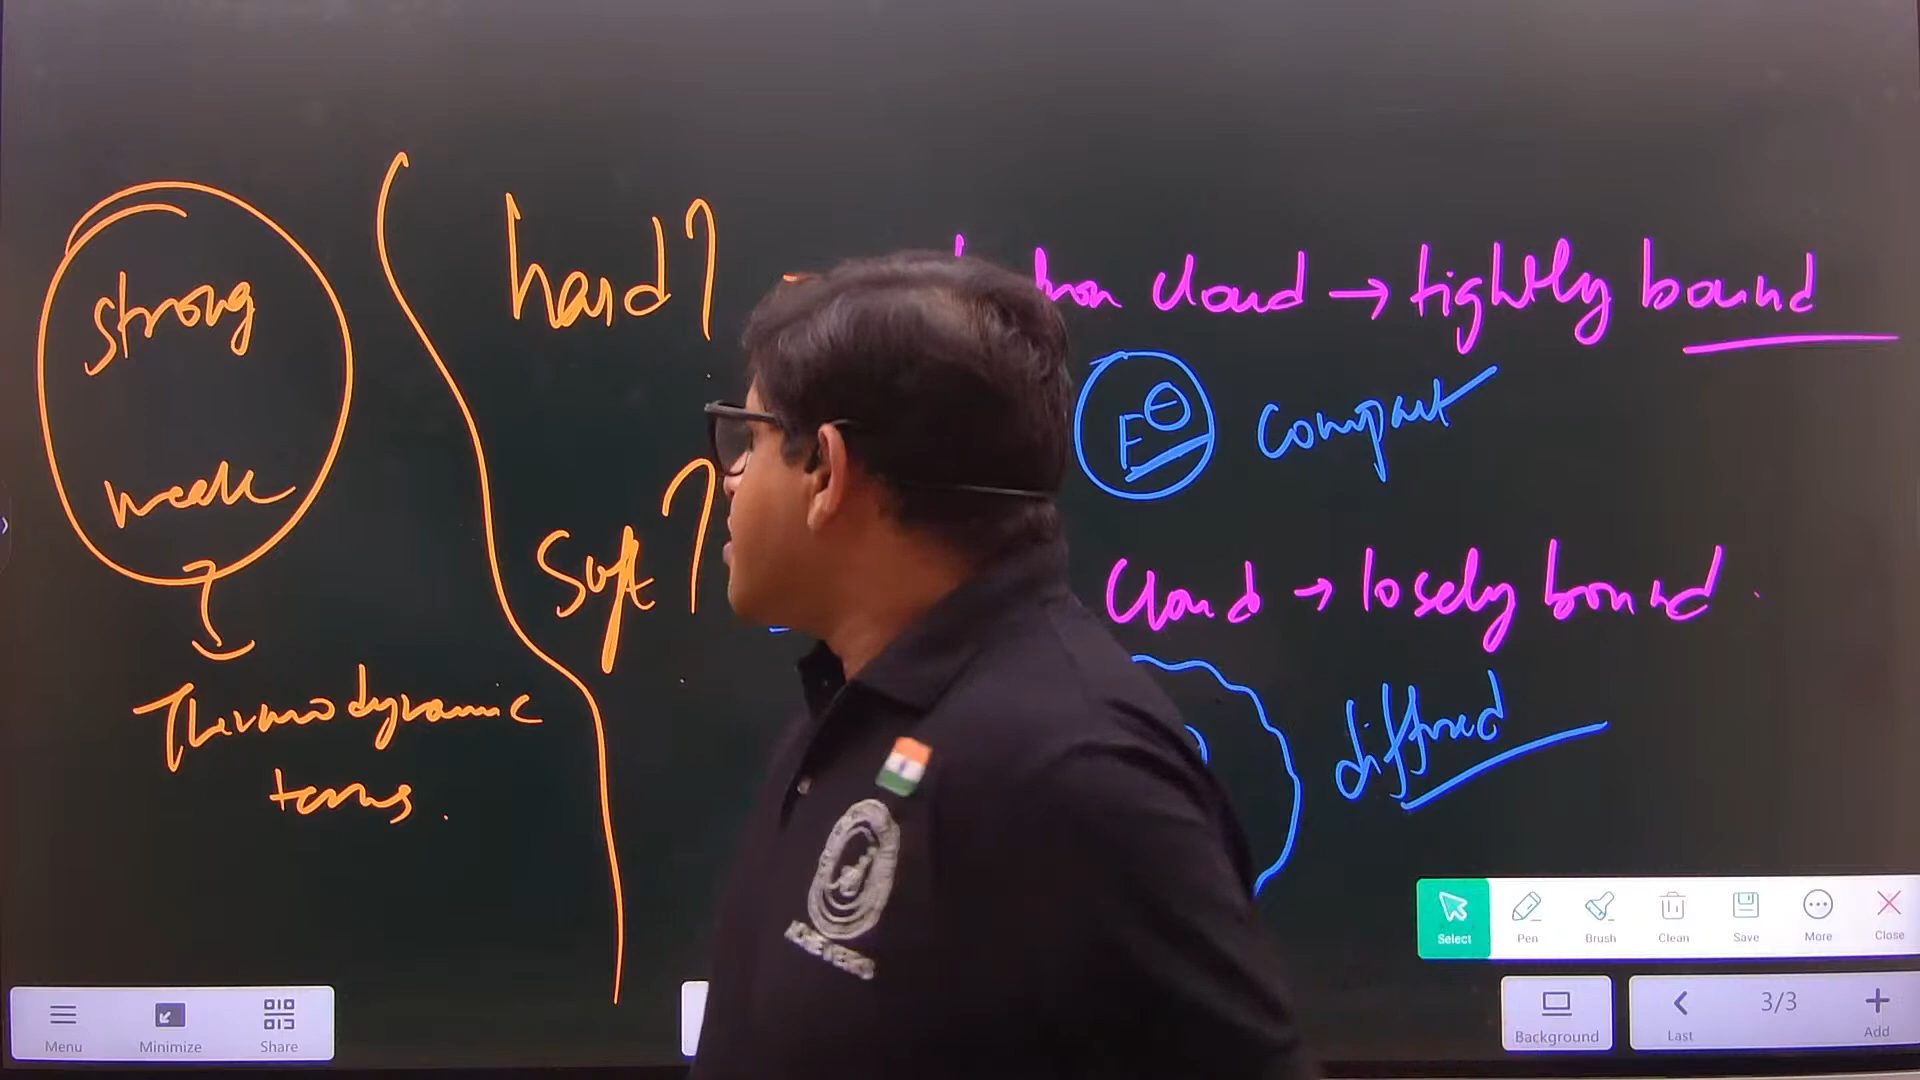 strong
weak
Thermodynamic
terms.
hard?
cloud → tightly bound
F⊖ compact
Soft?
Cloud → losely bound.
diffused
ACHIEVERS
Select
Pen
Brush
Clean
Save
More
Close
Menu
Minimize
Share
Background
Last
3/3
Add